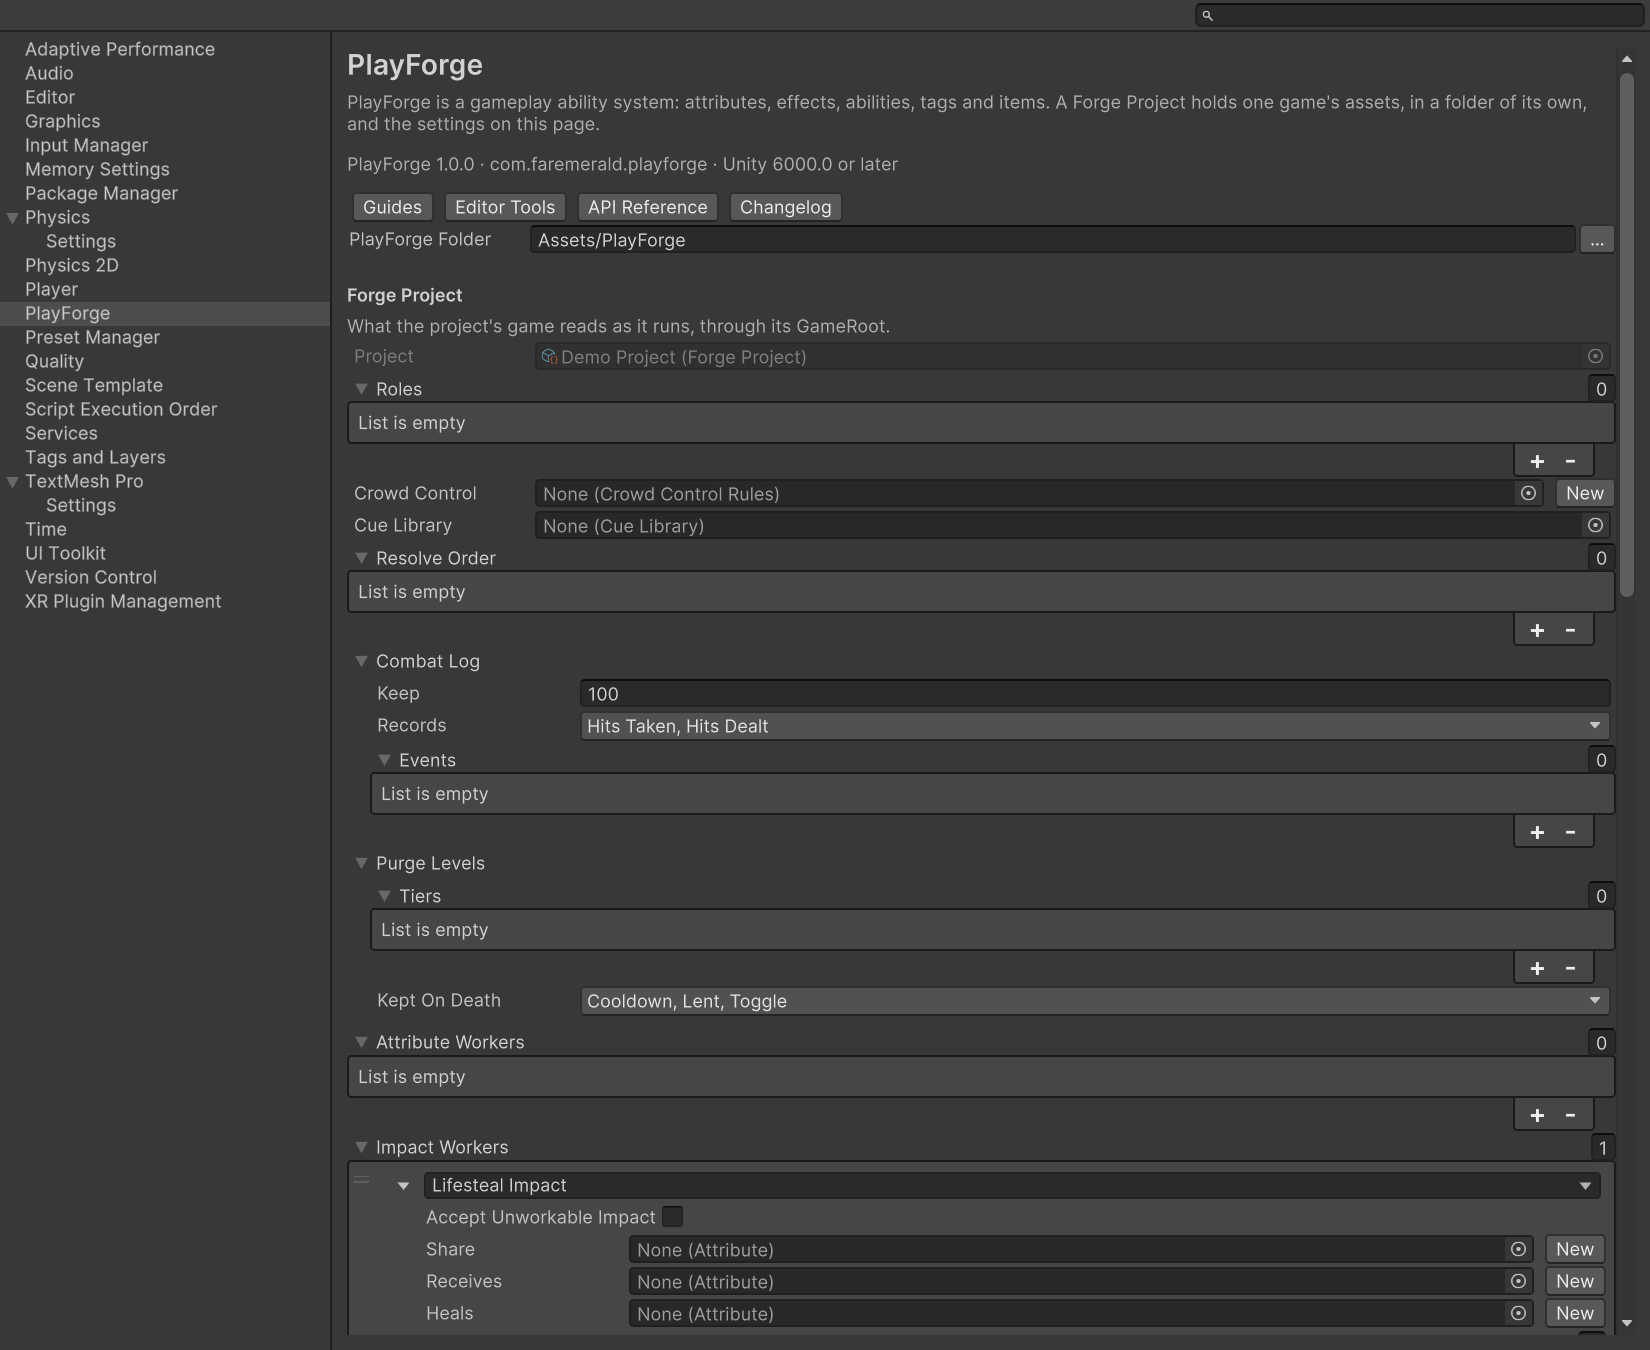 Adaptive Performance
Audio
Editor
Graphics
Input Manager
Memory Settings
Package Manager
Physics
Settings
Physics 2D
Player
PlayForge
Preset Manager
Quality
Scene Template
Script Execution Order
Services
Tags and Layers
TextMesh Pro
Settings
Time
UI Toolkit
Version Control
XR Plugin Management
PlayForge
PlayForge is a gameplay ability system: attributes, effects, abilities, tags and items. A Forge Project holds one game's assets, in a folder of its own,
and the settings on this page.
PlayForge 1.0.0 · com.faremerald.playforge · Unity 6000.0 or later
Guides Editor Tools API Reference Changelog
PlayForge Folder Assets/PlayForge ...
Forge Project
What the project's game reads as it runs, through its GameRoot.
Project Demo Project (Forge Project)
Roles 0
List is empty
+ -
Crowd Control None (Crowd Control Rules) New
Cue Library None (Cue Library)
Resolve Order 0
List is empty
+ -
Combat Log
Keep 100
Records Hits Taken, Hits Dealt
Events 0
List is empty
+ -
Purge Levels
Tiers 0
List is empty
+ -
Kept On Death Cooldown, Lent, Toggle
Attribute Workers 0
List is empty
+ -
Impact Workers 1
Lifesteal Impact
Accept Unworkable Impact
Share None (Attribute) New
Receives None (Attribute) New
Heals None (Attribute) New